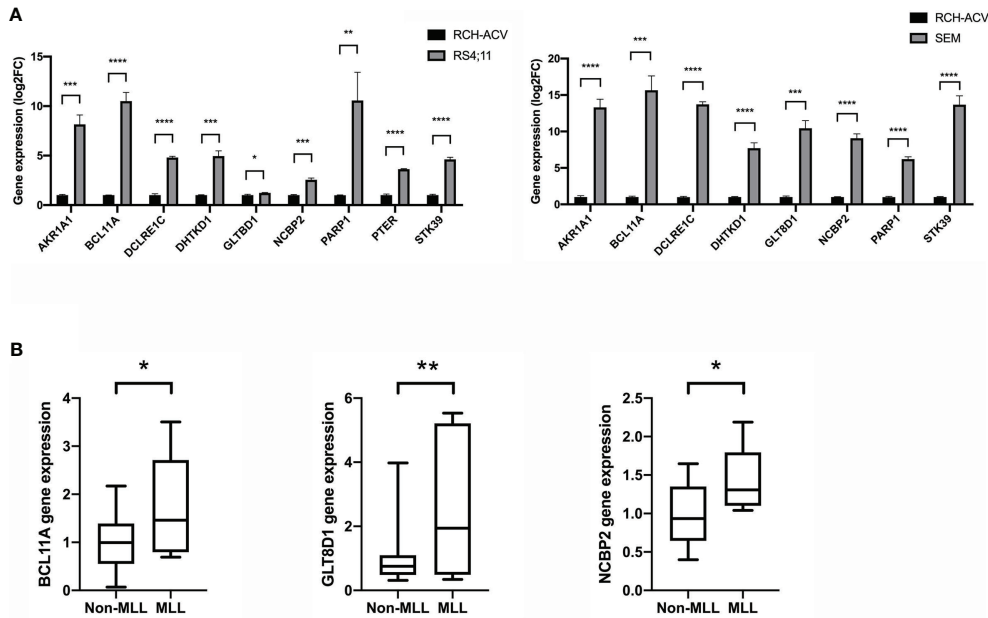 A
RCH-ACV
RS4;11
Gene expression (log2FC)
15
10
5
0
***
****
****
***
*
***
**
****
****
AKR1A1
BCL11A
DCLRE1C
DHTKD1
GLTBD1
NCBP2
PARP1
PTER
STK39
RCH-ACV
SEM
Gene expression (log2FC)
20
15
10
5
0
****
***
****
****
***
****
****
****
AKR1A1
BCL11A
DCLRE1C
DHTKD1
GLT8D1
NCBP2
PARP1
STK39
B
BCL11A gene expression
4
3
2
1
0
*
Non-MLL MLL
GLT8D1 gene expression
6
4
2
0
**
Non-MLL MLL
NCBP2 gene expression
2.5
2.0
1.5
1.0
0.5
0.0
*
Non-MLL MLL